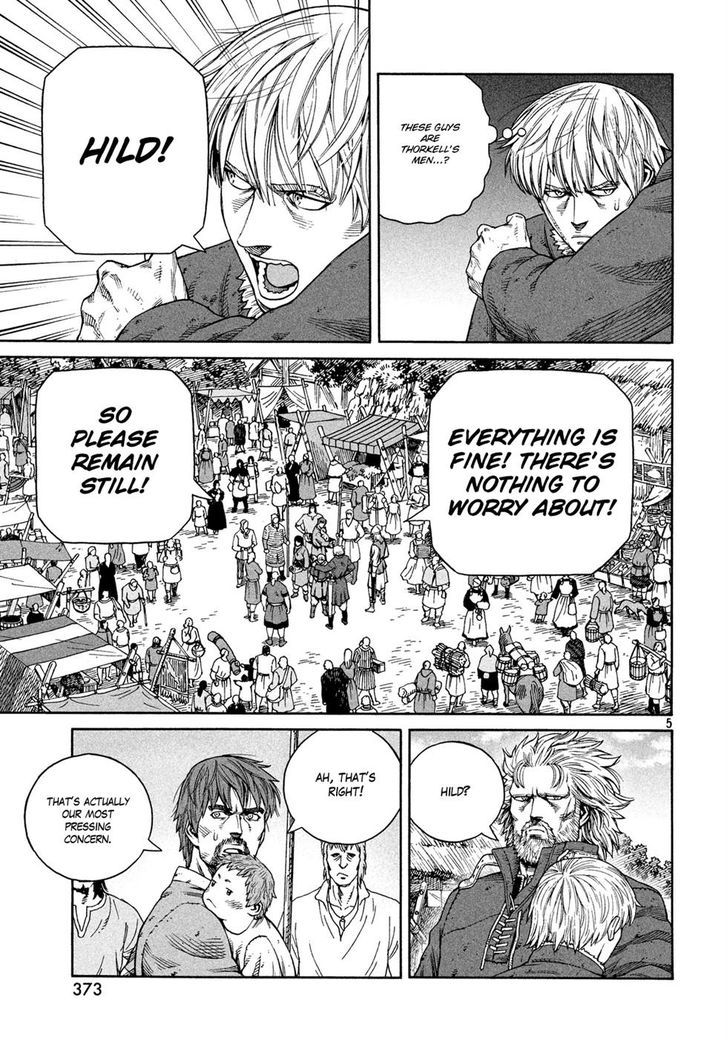 THESE GUYS
ARE
THORKELL'S
MEN...?
HILD!
EVERYTHING IS
FINE! THERE'S
NOTHING TO
WORRY ABOUT!
SO
PLEASE
REMAIN
STILL!
5
HILD?
AH, THAT'S
RIGHT!
THAT'S ACTUALLY
OUR MOST
PRESSING
CONCERN.
373